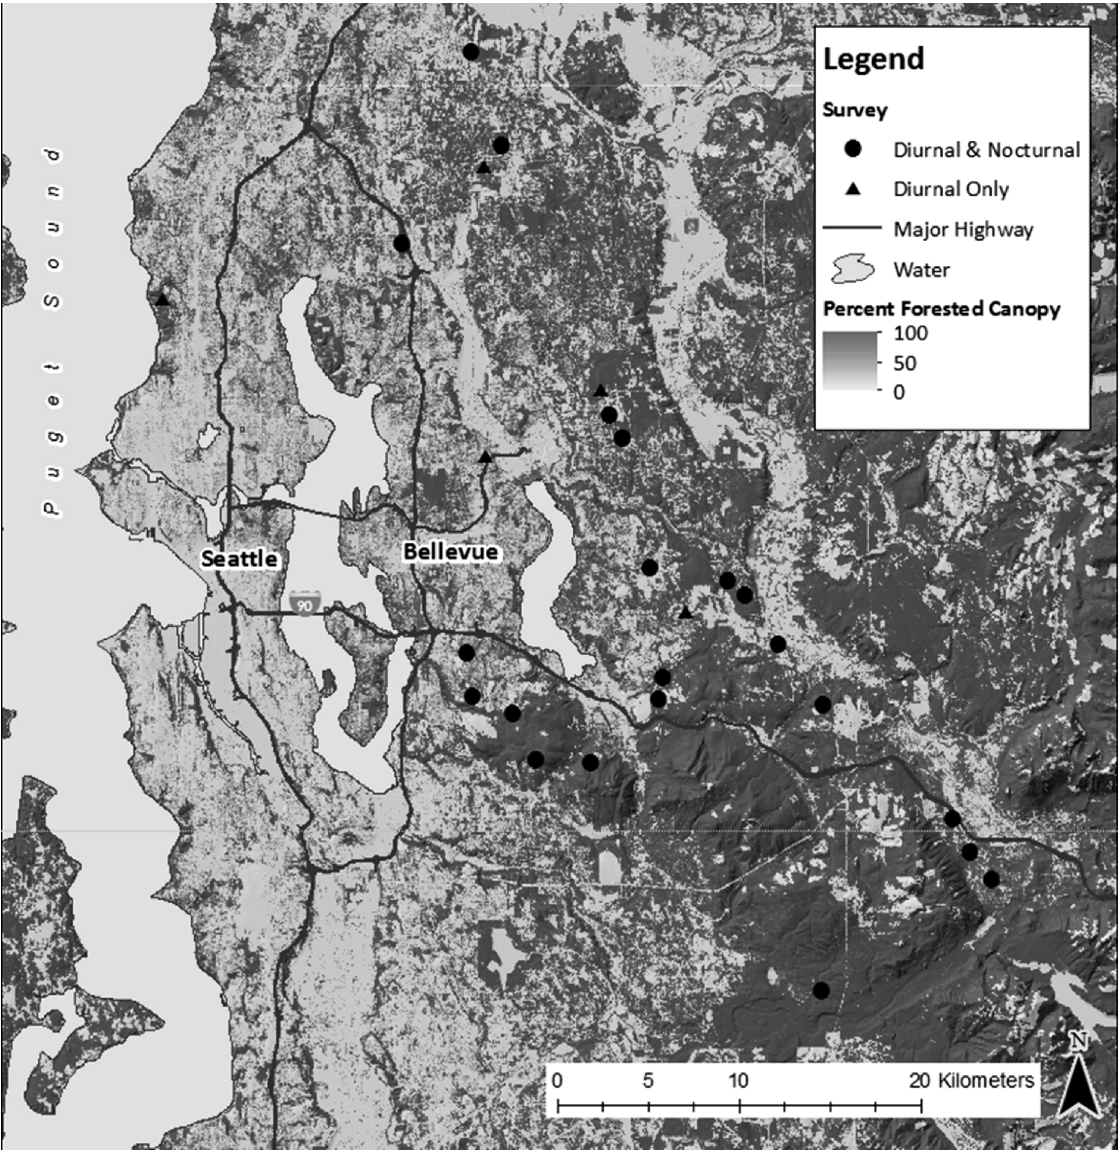 Legend
Survey
Diurnal & Nocturnal
Diurnal Only
Major Highway
Water
Percent Forested Canopy
100
50
0
Puget Sound
Seattle
Bellevue
90
N
0 5 10 20 Kilometers